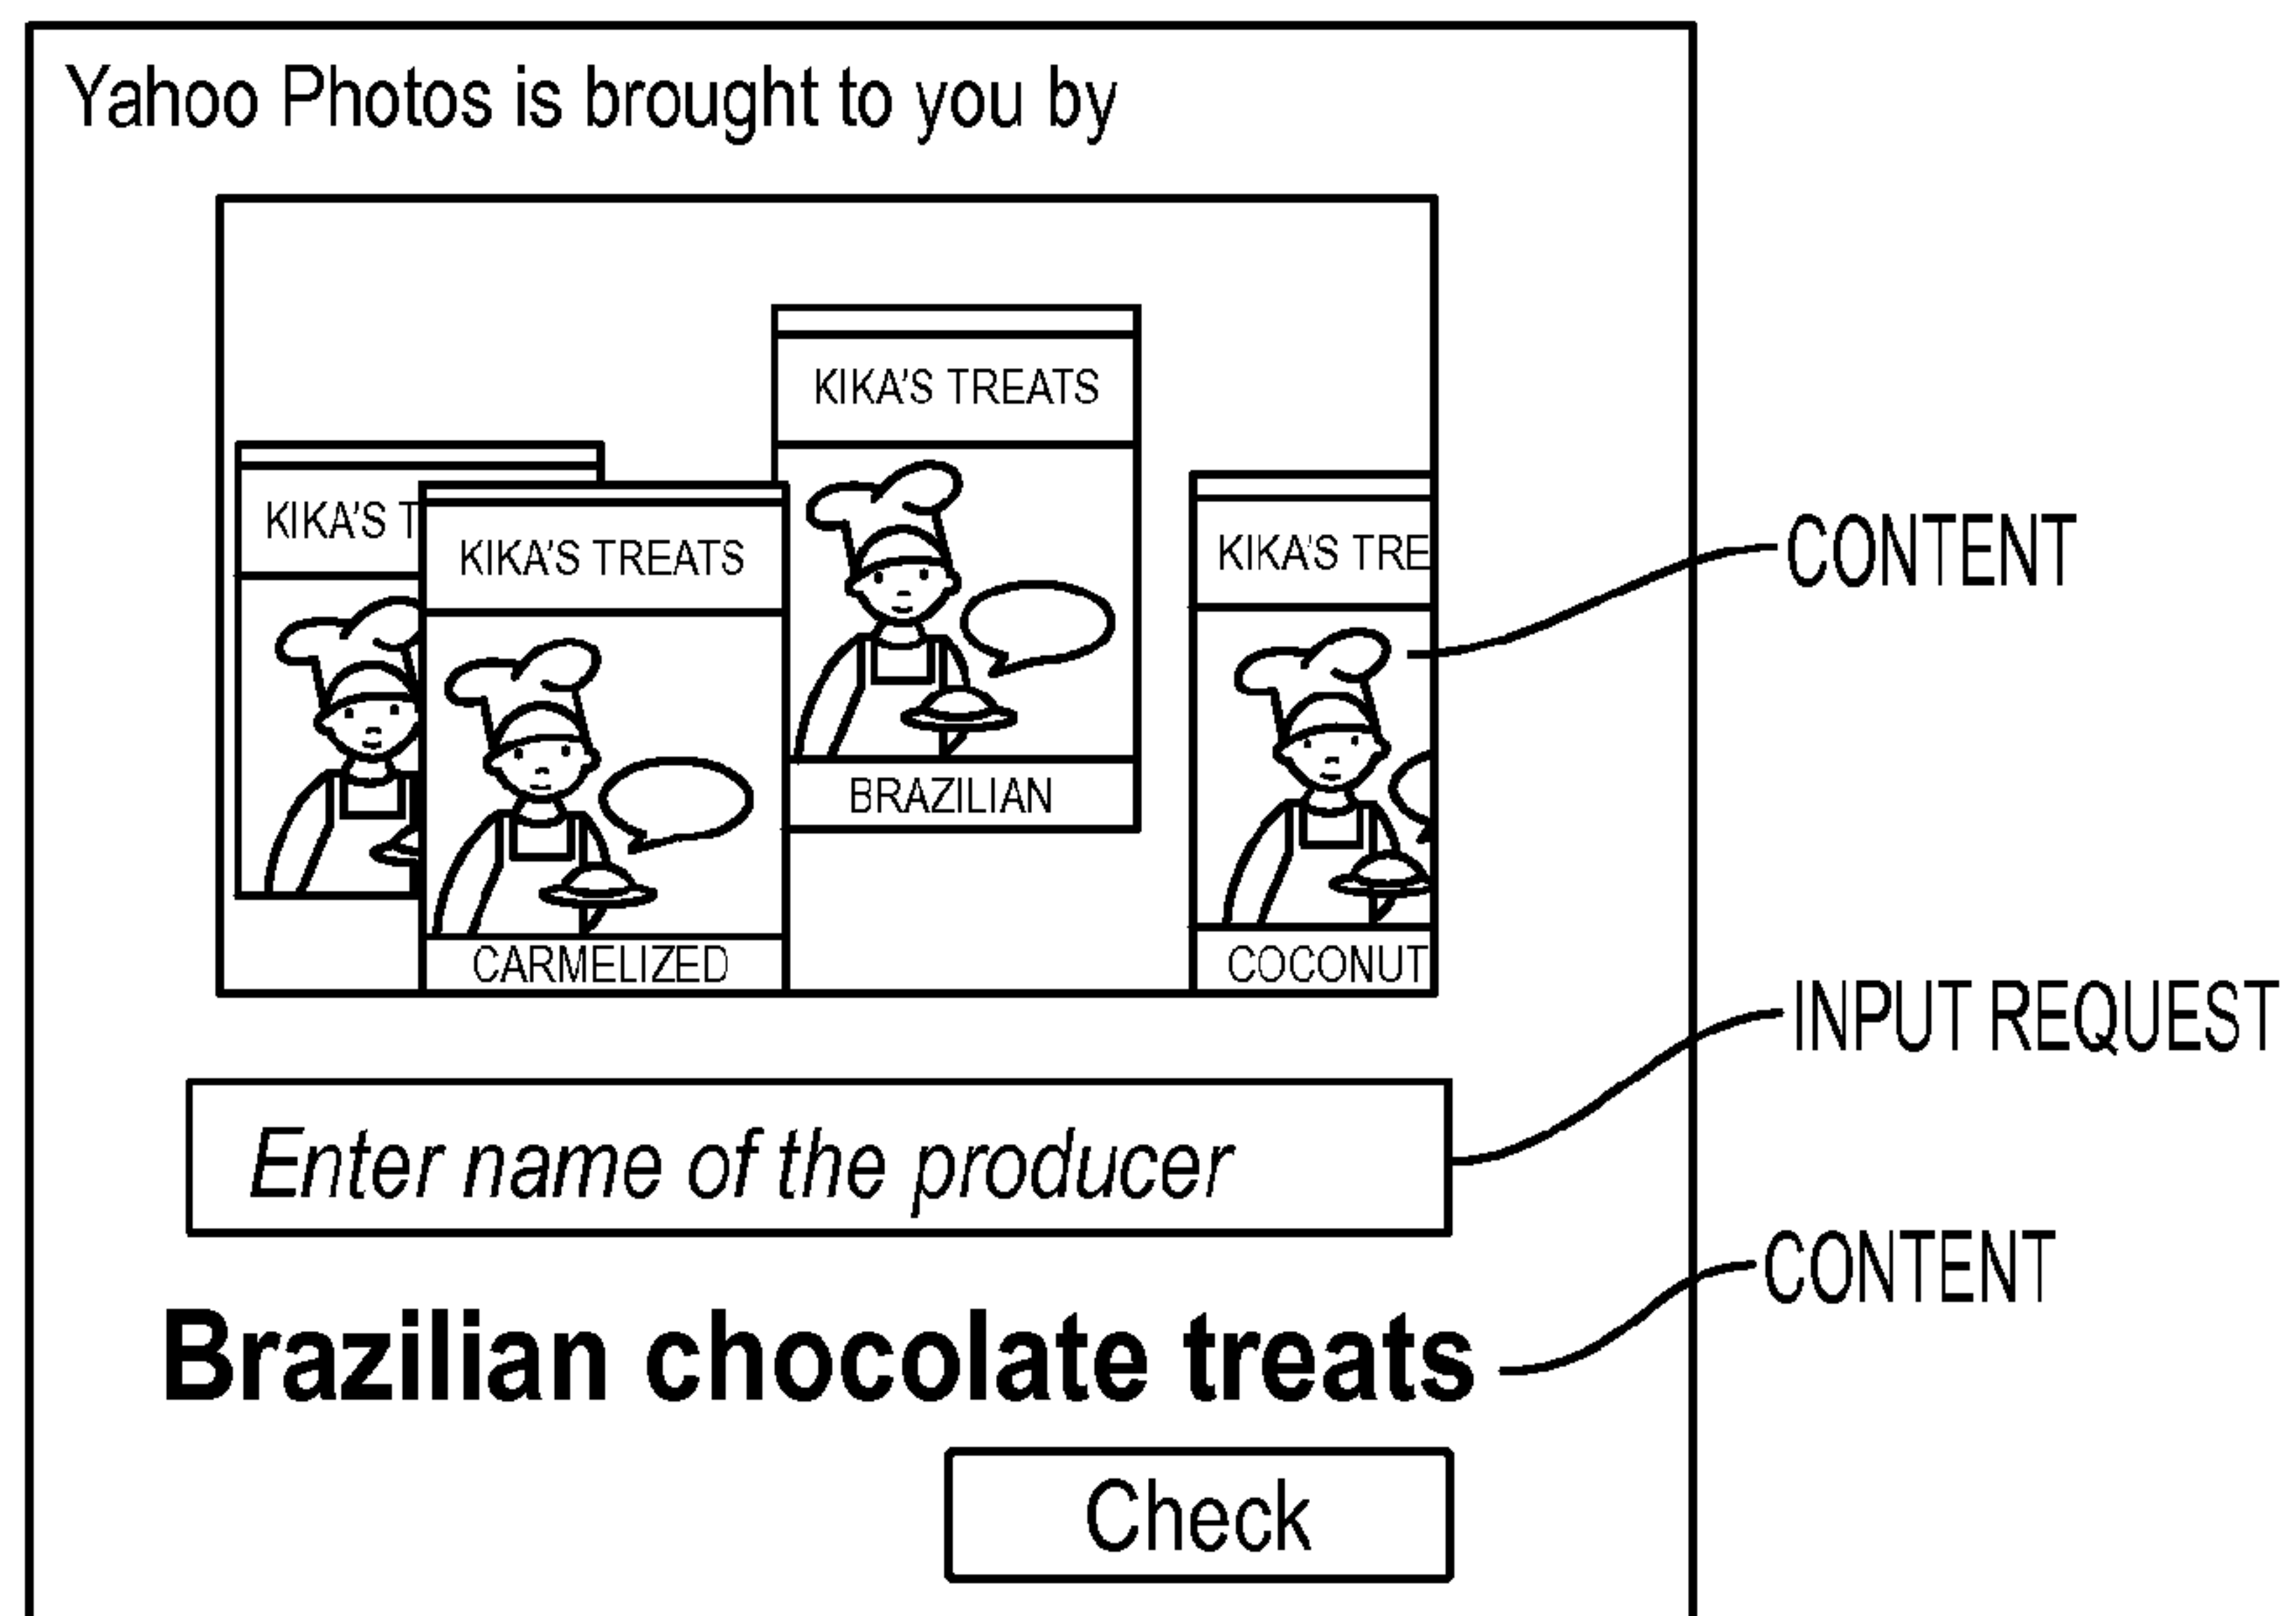 Yahoo Photos is brought to you by
KIKA'S TREATS
KIKA'S T
KIKA'S TREATS
KIKA'S TRE
CONTENT
BRAZILIAN
CARMELIZED
COCONUT
INPUT REQUEST
Enter name of the producer
CONTENT
Brazilian chocolate treats
Check